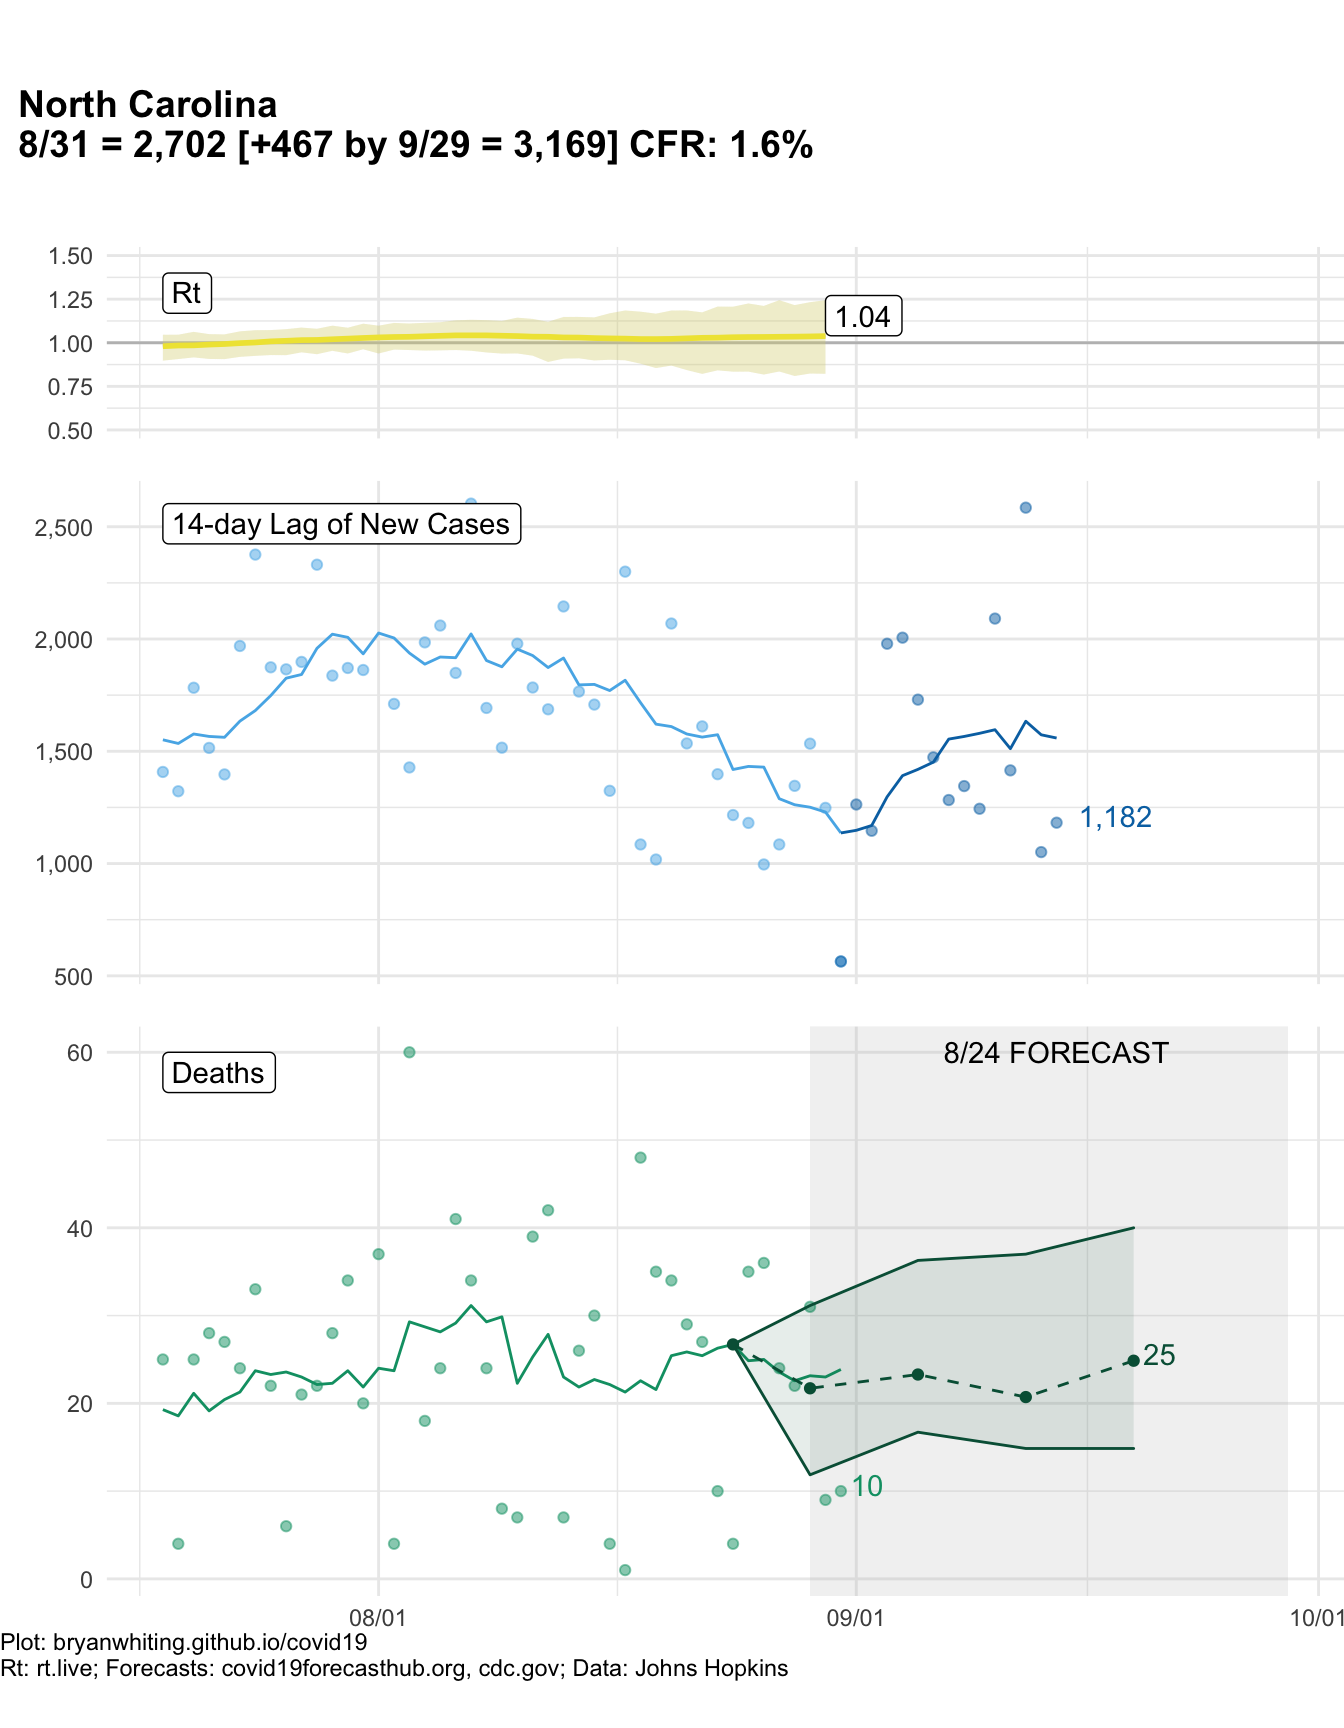 North Carolina
8/31 = 2,702 [+467 by 9/29 = 3,169] CFR: 1.6%
1.50
1.25
1.00
0.75
0.50
Rt
1.04
2,500
2,000
1,500
1,000
500
14-day Lag of New Cases
1,182
60
40
20
0
Deaths
8/24 FORECAST
25
10
08/01
09/01
10/01
Plot: bryanwhiting.github.io/covid19
Rt: rt.live; Forecasts: covid19forecasthub.org, cdc.gov; Data: Johns Hopkins